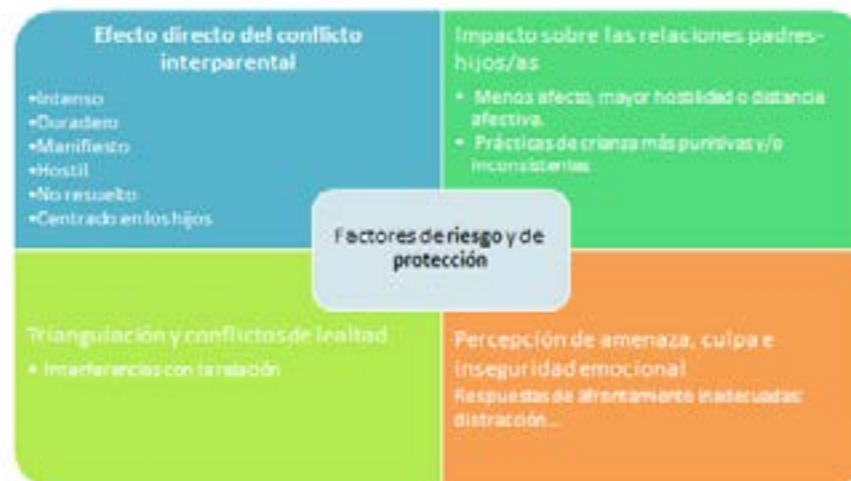 Efecto directo del conflicto
interparental
•Intenso
•Duradero
•Manifiesto
•Hostil
•No resuelto
•Centrado en los hijos
Impacto sobre las relaciones padres-
hijos/as
• Menos afecto, mayor hostilidad o distancia
afectiva.
• Prácticas de crianza más punitivas y/o
inconsistentes
Factores de riesgo y de
protección
Triangulación y conflictos de lealtad
• Interferencias con la relación
Percepción de amenaza, culpa e
inseguridad emocional
Respuestas de afrontamiento inadecuadas:
distracción...